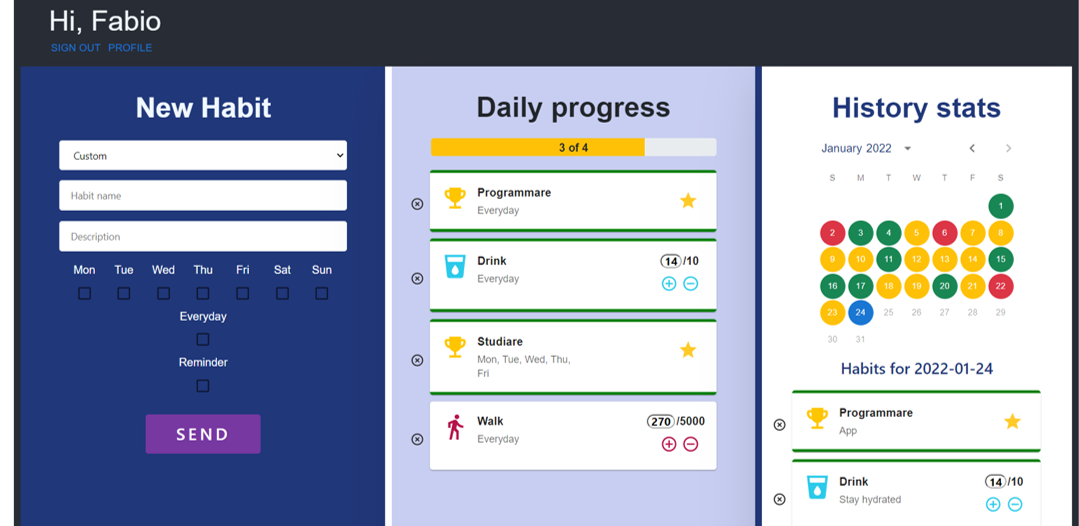 Hi, Fabio
SIGN OUT PROFILE
New Habit
Custom
Habit name
Description
Mon Tue Wed Thu Fri Sat Sun
Everyday
Reminder
SEND
Daily progress
3 of 4
Programmare
Everyday
Drink
14 /10
Everyday
Studiare
Mon, Tue, Wed, Thu,
Fri
Walk
270 /5000
Everyday
History stats
January 2022
S M T W T F S
1
2 3 4 5 6 7 8
9 10 11 12 13 14 15
16 17 18 19 20 21 22
23 24 25 26 27 28 29
30 31
Habits for 2022-01-24
Programmare
App
Drink
14 /10
Stay hydrated